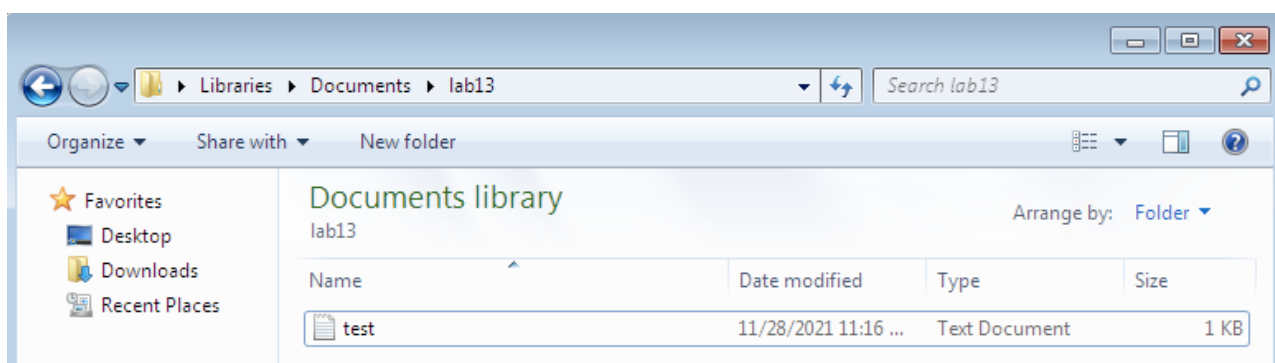 Libraries Documents lab13 Search lab13
Organize Share with New folder
Favorites
Desktop
Downloads
Recent Places
Documents library
lab13
Arrange by: Folder
Name Date modified Type Size
test 11/28/2021 11:16 ... Text Document 1 KB